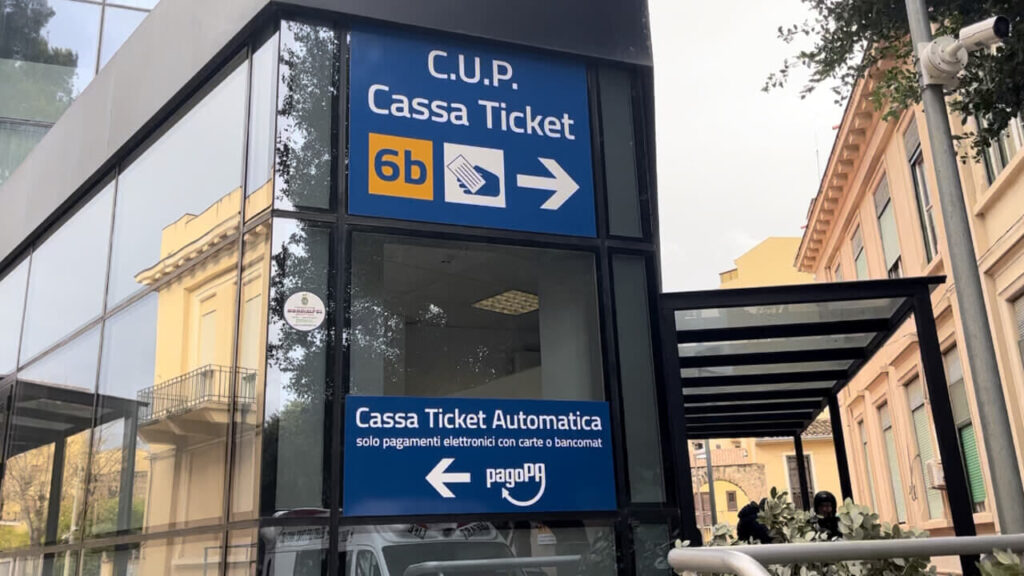 C.U.P.
Cassa Ticket
6b
Cassa Ticket Automatica
solo pagamenti elettronici con carte o bancomat
pagoPA